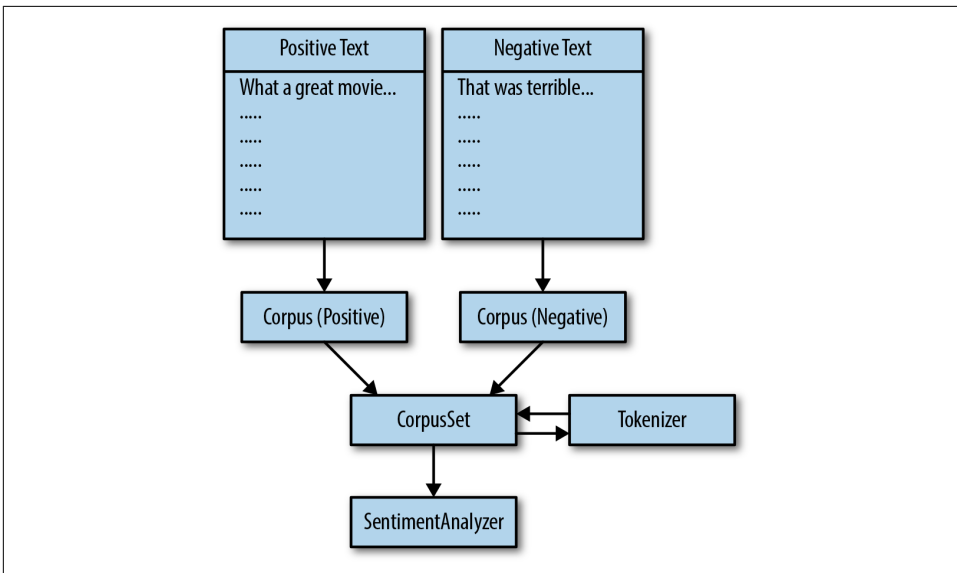 Positive Text
What a great movie...
.....
.....
.....
.....
.....
Negative Text
That was terrible...
.....
.....
.....
.....
.....
Corpus (Positive)
Corpus (Negative)
CorpusSet
Tokenizer
SentimentAnalyzer